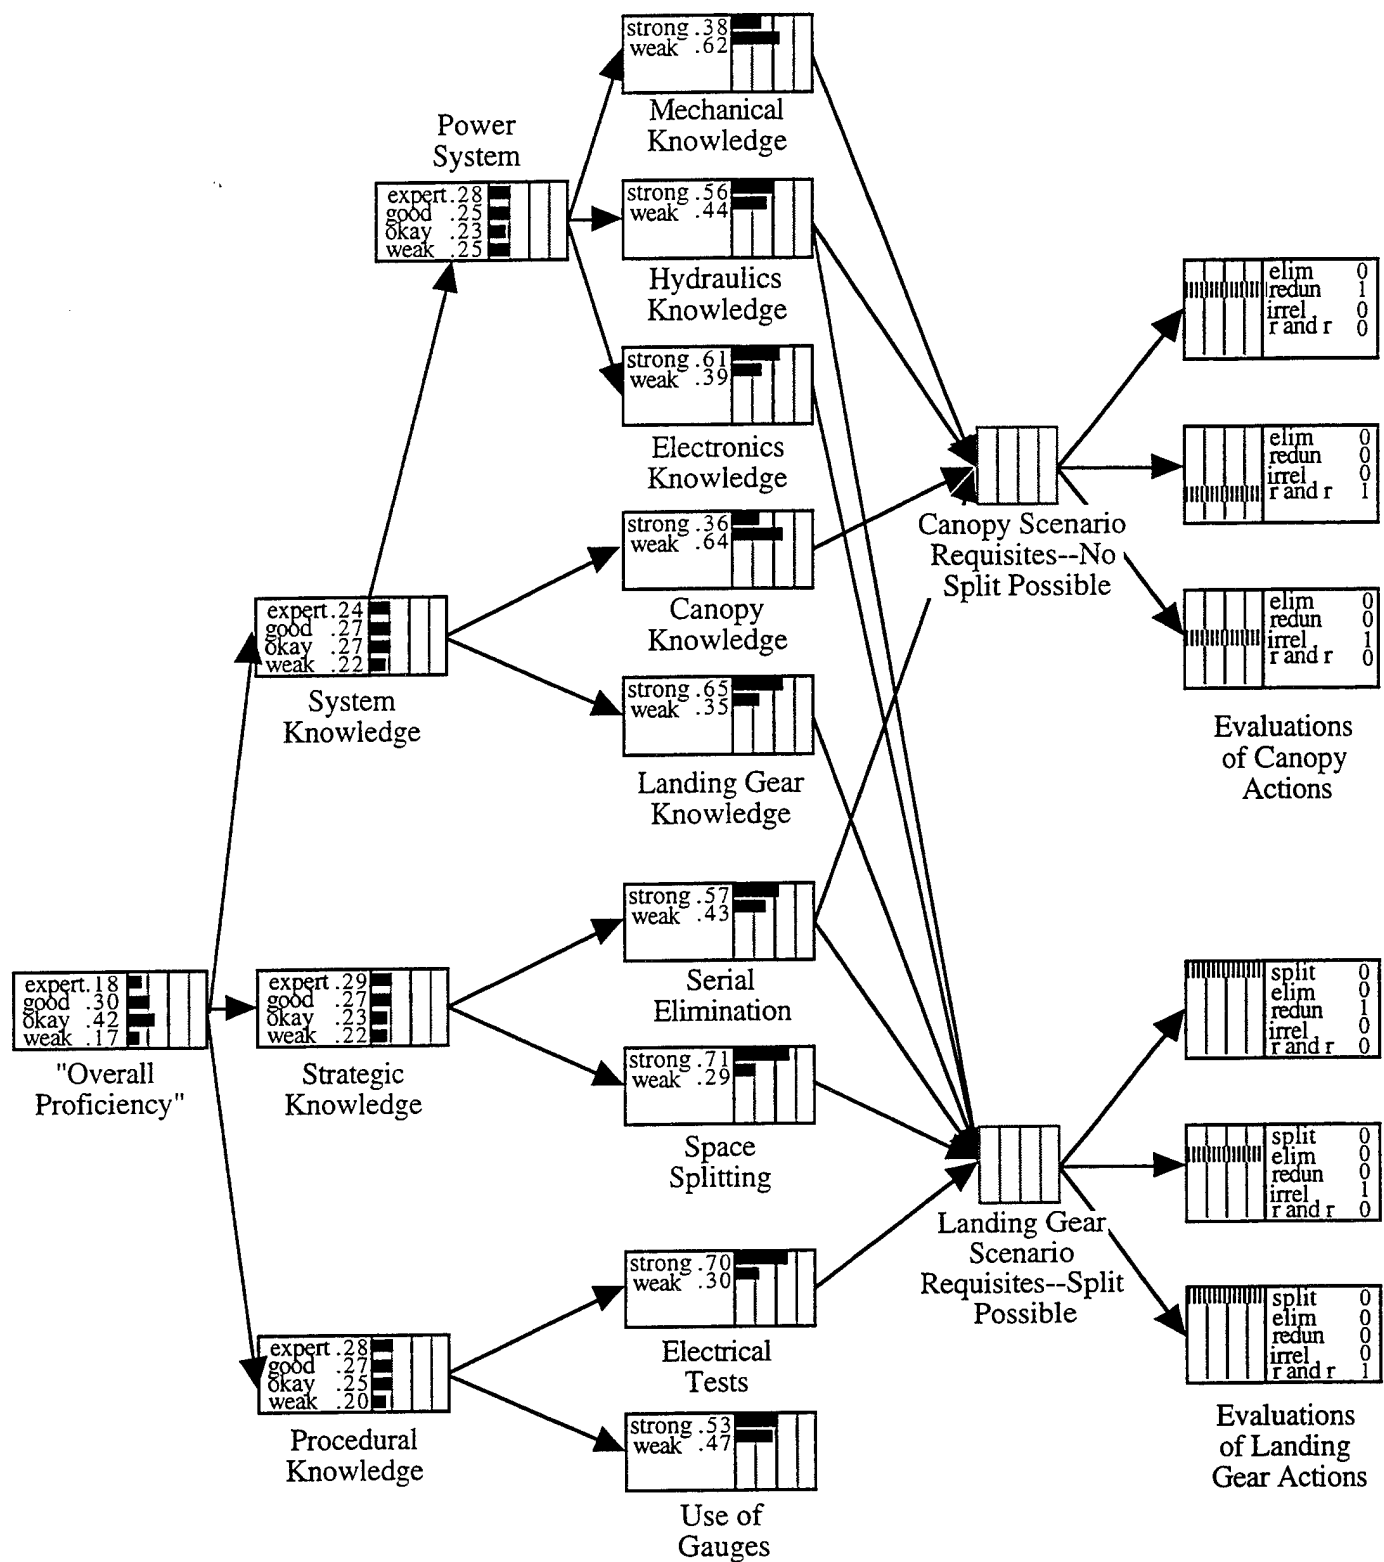 strong .38
weak .62
Mechanical
Knowledge
Power
System
expert .28
good .25
okay .23
weak .25
strong .56
weak .44
Hydraulics
Knowledge
strong .61
weak .39
Electronics
Knowledge
strong .36
weak .64
Canopy
Knowledge
expert .24
good .27
okay .27
weak .22
System
Knowledge
strong .65
weak .35
Landing Gear
Knowledge
strong .57
weak .43
Serial
Elimination
expert .18
good .30
okay .42
weak .17
"Overall
Proficiency"
expert .29
good .27
okay .23
weak .22
Strategic
Knowledge
strong .71
weak .29
Space
Splitting
strong .70
weak .30
Electrical
Tests
expert .28
good .27
okay .25
weak .20
Procedural
Knowledge
strong .53
weak .47
Use of
Gauges
Canopy Scenario
Requisites--No
Split Possible
elim 0
redun 1
irrel 0
r and r 0
elim 0
redun 0
irrel 0
r and r 1
elim 0
redun 0
irrel 1
r and r 0
Evaluations
of Canopy
Actions
Landing Gear
Scenario
Requisites--Split
Possible
split 0
elim 0
redun 1
irrel 0
r and r 0
split 0
elim 0
redun 0
irrel 1
r and r 0
split 0
elim 0
redun 0
irrel 0
r and r 1
Evaluations
of Landing
Gear Actions